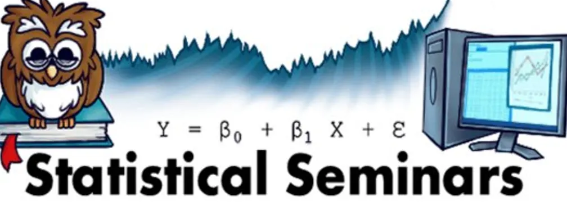 Y = β₀ + β₁ X + ε
Statistical Seminars